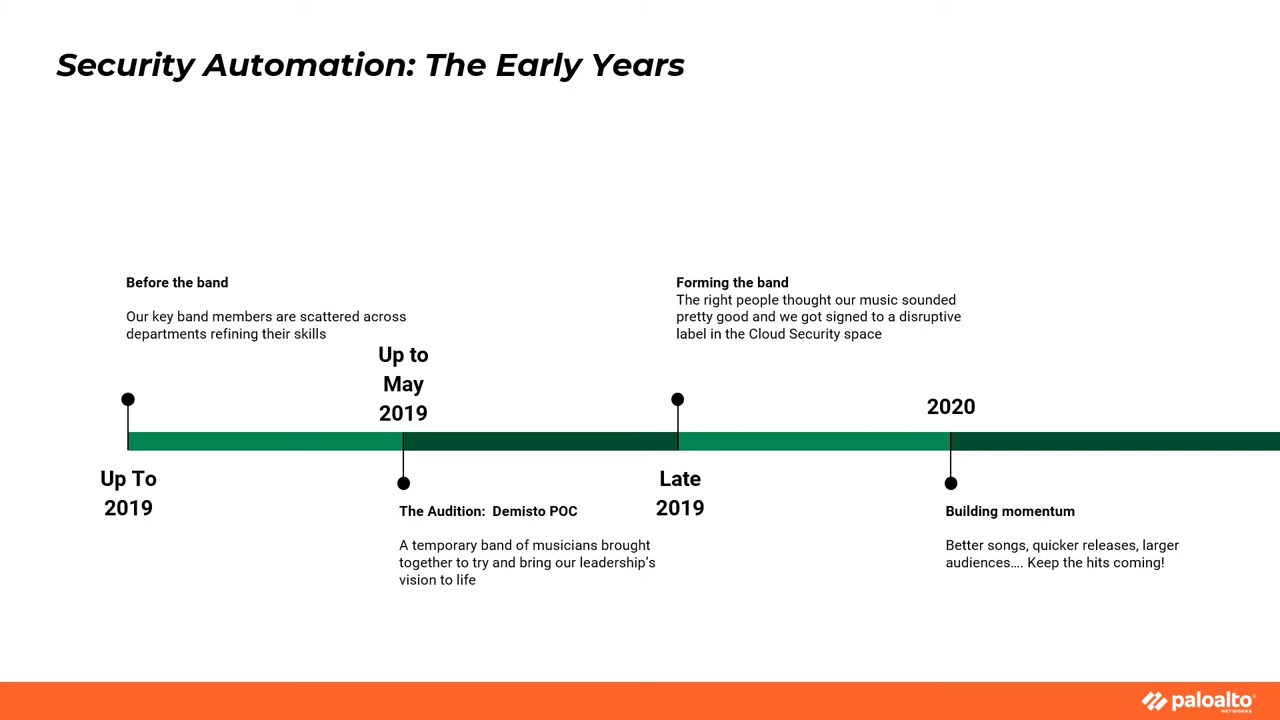 Security Automation: The Early Years
Before the band
Our key band members are scattered across
departments refining their skills
Up To
2019
Up to
May
2019
The Audition:  Demisto POC
A temporary band of musicians brought
together to try and bring our leadership’s
vision to life
Forming the band
The right people thought our music sounded
pretty good and we got signed to a disruptive
label in the Cloud Security space
Late
2019
2020
Building momentum
Better songs, quicker releases, larger
audiences…. Keep the hits coming!
paloalto
NETWORKS